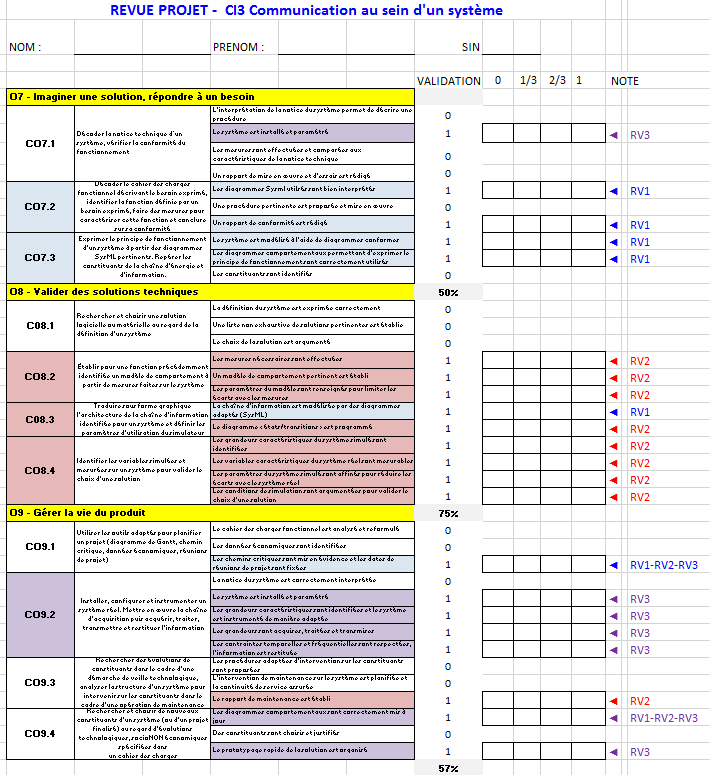 REVUE PROJET - CI3 Communication au sein d'un système
NOM : PRENOM : SIN
VALIDATION 0 1/3 2/3 1 NOTE
O7 - Imaginer une solution, répondre à un besoin
CO7.1
Décoder la notice technique d'un
système, vérifier la conformité du
fonctionnement
L'interprétation de la notice du système permet de décrire une
procédure
0
Le système est installé et paramétré
1 ◄ RV3
Les mesures sont effectuées et comparées aux
caractéristiques de la notice technique
0
Un rapport de mise en œuvre et d'essai est rédigé
0
CO7.2
Décoder le cahier des charges
fonctionnel décrivant le besoin exprimé,
identifier la fonction définie par un
besoin exprimé, faire des mesures pour
caractériser cette fonction et conclure
sur sa conformité
Les diagrammes SysML utiles sont bien interprétés
1 ◄ RV1
Une procédure pertinente est proposée et mise en œuvre
0
Un rapport de conformité est rédigé
1 ◄ RV1
CO7.3
Exprimer le principe de fonctionnement
d'un système à partir des diagrammes
SysML pertinents. Repérer les
constituants de la chaîne d'énergie et
d'information.
Le système est modélisé à l'aide de diagrammes conformes
1 ◄ RV1
Les diagrammes comportementaux permettant d'exprimer le
principe de fonctionnement sont correctement utilisés
1 ◄ RV1
Les constituants sont identifiés
0
O8 - Valider des solutions techniques 50%
CO8.1
Rechercher et choisir une solution
logicielle ou matérielle au regard de la
définition d'un système
La définition du système est exprimée correctement
0
Une liste non exhaustive de solutions pertinentes est établie
0
Le choix de la solution est argumenté
0
CO8.2
Établir pour une fonction précédemment
identifiée un modèle de comportement à
partir de mesures faites sur le système
Les mesures nécessaires sont effectuées
1 ◄ RV2
Un modèle de comportement pertinent est établi
1 ◄ RV2
Les paramètres du modèle sont renseignés pour limiter les
écarts avec les mesures
1 ◄ RV2
CO8.3
Traduire sous forme graphique
l'architecture de la chaîne d'information
identifiée pour un système et définir les
paramètres d'utilisation du simulateur
La chaîne d'information est modélisée par des diagrammes
adaptés (SysML)
1 ◄ RV1
Le diagramme états/transitions est programmé
1 ◄ RV2
CO8.4
Identifier les variables simulées et
mesurées sur un système pour valider le
choix d'une solution
Les grandeurs caractéristiques du système simulé sont
identifiées
1 ◄ RV2
Les variables caractéristiques du système réel sont mesurables
1 ◄ RV2
Les paramètres du système simulé sont affinés pour réduire les
écarts avec le système réel
1 ◄ RV2
Les conditions de simulation sont argumentées pour valider le
choix d'une solution
1 ◄ RV2
O9 - Gérer la vie du produit 75%
CO9.1
Utiliser les outils adaptés pour planifier
un projet (diagramme de Gantt, chemin
critique, données économiques, réunions
de projet)
Le cahier des charges fonctionnel est analysé et reformulé
0
Les données économiques sont identifiées
0
Les chemins critiques sont mis en évidence et les dates de
réunions de projet sont fixées
1 ◄ RV1-RV2-RV3
CO9.2
Installer, configurer et instrumenter un
système réel. Mettre en œuvre la chaîne
d'acquisition puis acquérir, traiter,
transmettre et restituer l'information
La notice du système est correctement interprétée
0
Le système est installé et paramétré
1 ◄ RV3
Les grandeurs caractéristiques sont identifiées et le système
est instrumenté de manière adaptée
1 ◄ RV3
Les grandeurs sont acquises, traitées et transmises
1 ◄ RV3
Les contraintes temporelles et fréquentielles sont respectées,
l'information est restituée
1 ◄ RV3
CO9.3
Rechercher des évolutions de
constituants dans le cadre d'une
démarche de veille technologique,
analyser la structure d'un système pour
intervenir sur les constituants dans le
cadre d'une opération de maintenance
Les procédures adaptées d'intervention sur les constituants
sont proposées
0
L'intervention de maintenance sur le système est planifiée et
la continuité de service assurée
0
Le rapport de maintenance est établi
1 ◄ RV2
CO9.4
Rechercher et choisir de nouveaux
constituants d'un système (ou d'un projet
finalisé) au regard d'évolutions
technologiques, socioNON économiques
spécifiées dans
un cahier des charges
Les diagrammes comportementaux sont correctement mis à
jour
1 ◄ RV1-RV2-RV3
Des constituants sont choisis et justifiés
0
Le prototypage rapide de la solution est organisé
1 ◄ RV3
57%